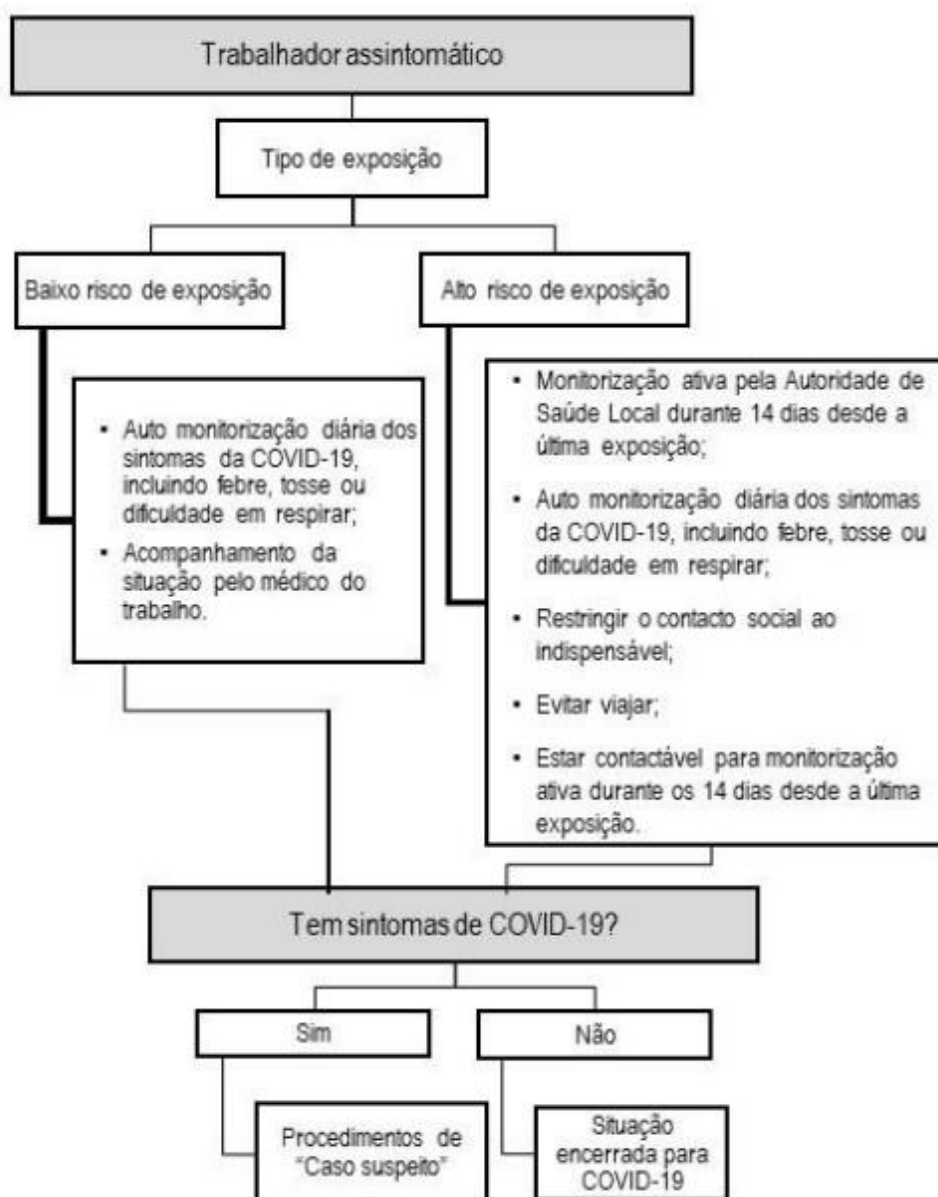 Trabalhador assintomático
Tipo de exposição
Baixo risco de exposição
Alto risco de exposição
• Auto monitorização diária dos
sintomas da COVID-19,
incluindo febre, tosse ou
dificuldade em respirar;
• Acompanhamento da
situação pelo médico do
trabalho.
• Monitorização ativa pela Autoridade de
Saúde Local durante 14 dias desde a
última exposição;
• Auto monitorização diária dos sintomas
da COVID-19, incluindo febre, tosse ou
dificuldade em respirar;
• Restringir o contacto social ao
indispensável;
• Evitar viajar;
• Estar contactável para monitorização
ativa durante os 14 dias desde a última
exposição.
Tem sintomas de COVID-19?
Sim
Não
Procedimentos de
“Caso suspeito”
Situação
encerrada para
COVID-19